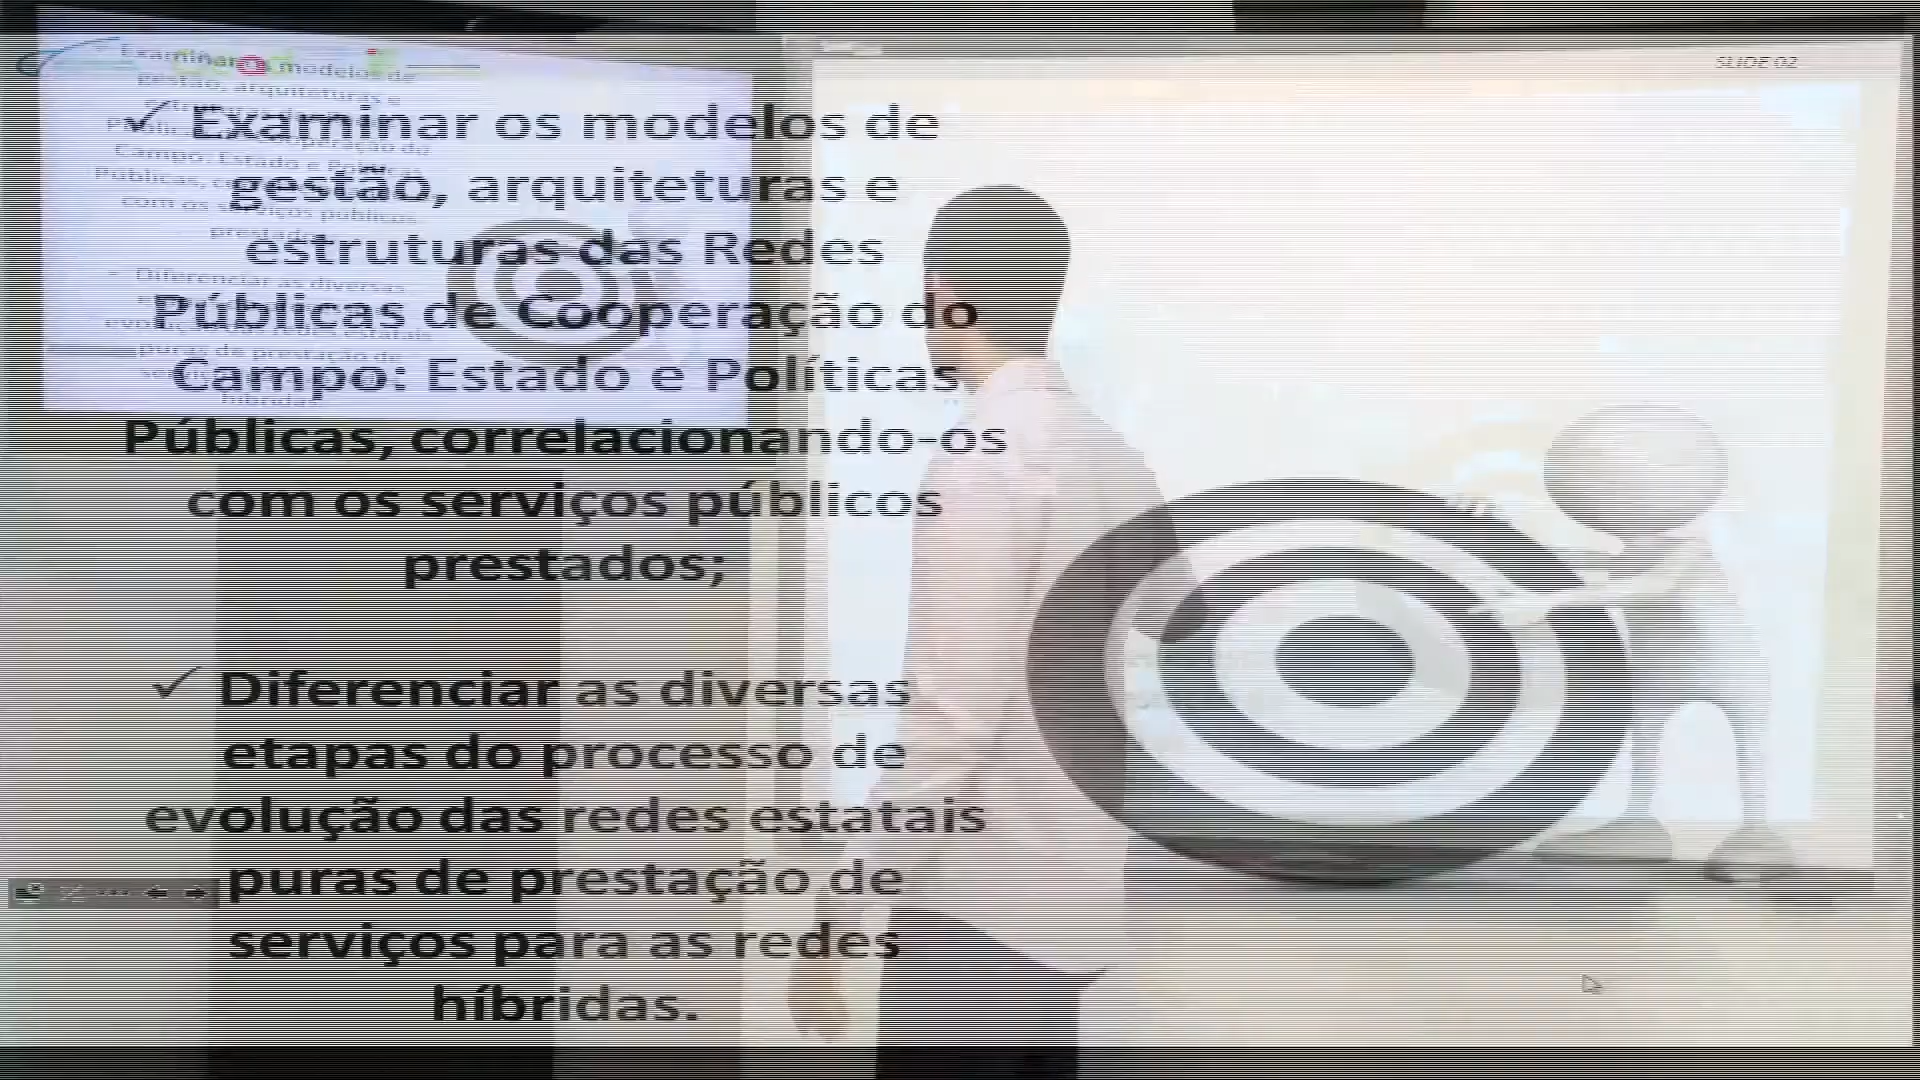 SLIDE 02
✓ Examinar os modelos de
gestão, arquiteturas e
estruturas das Redes
Públicas de Cooperação do
Campo: Estado e Políticas
Públicas, correlacionando-os
com os serviços públicos
prestados;
✓ Diferenciar as diversas
etapas do processo de
evolução das redes estatais
puras de prestação de
serviços para as redes
híbridas.